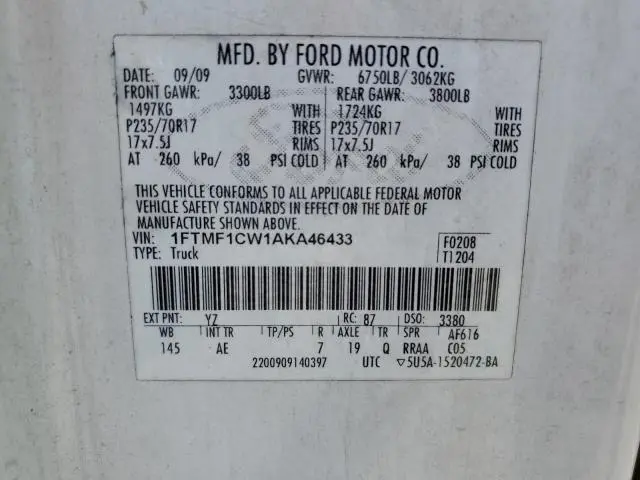 MFD. BY FORD MOTOR CO.
DATE: 09/09 GVWR: 6750LB/ 3062KG
FRONT GAWR: 3300LB REAR GAWR: 3800LB
1497KG WITH 1724KG WITH
P235/70R17 TIRES P235/70R17 TIRES
17x7.5J RIMS 17x7.5J RIMS
AT 260 kPa/ 38 PSI COLD AT 260 kPa/ 38 PSI COLD
THIS VEHICLE CONFORMS TO ALL APPLICABLE FEDERAL MOTOR
VEHICLE SAFETY STANDARDS IN EFFECT ON THE DATE OF
MANUFACTURE SHOWN ABOVE.
VIN: 1FTMF1CW1AKA46433 F0208
TYPE: Truck T1204
EXT PNT: YZ RC: 87 DSO: 3380
WB INT TR TP/PS R AXLE TR SPR AF616
145 AE 7 19 Q RRAA C05
2200909140397 UTC ▽5U5A-1520472-BA